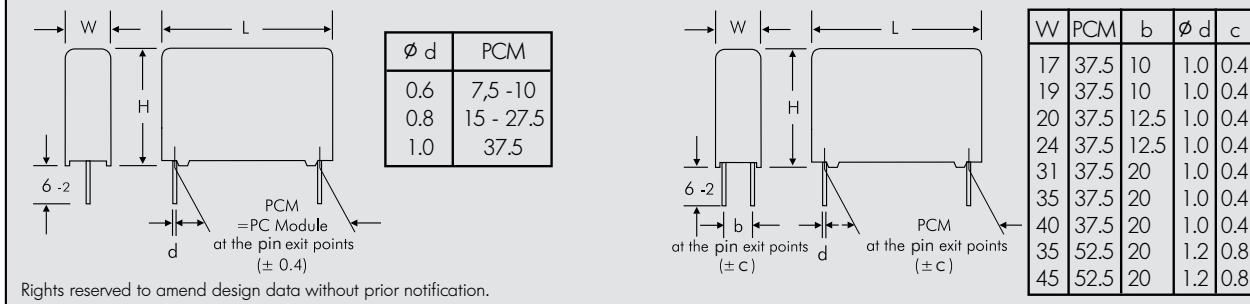 W
L
H
6 -2
PCM
=PC Module
at the pin exit points
(± 0.4)
d
Ø d PCM
0.6 7,5 -10
0.8 15 - 27.5
1.0 37.5
W
L
H
6 -2
b
at the pin exit points
(± c)
d
PCM
at the pin exit points
(± c)
W PCM b Ø d c
17 37.5 10 1.0 0.4
19 37.5 10 1.0 0.4
20 37.5 12.5 1.0 0.4
24 37.5 12.5 1.0 0.4
31 37.5 20 1.0 0.4
35 37.5 20 1.0 0.4
40 37.5 20 1.0 0.4
35 52.5 20 1.2 0.8
45 52.5 20 1.2 0.8
Rights reserved to amend design data without prior notification.